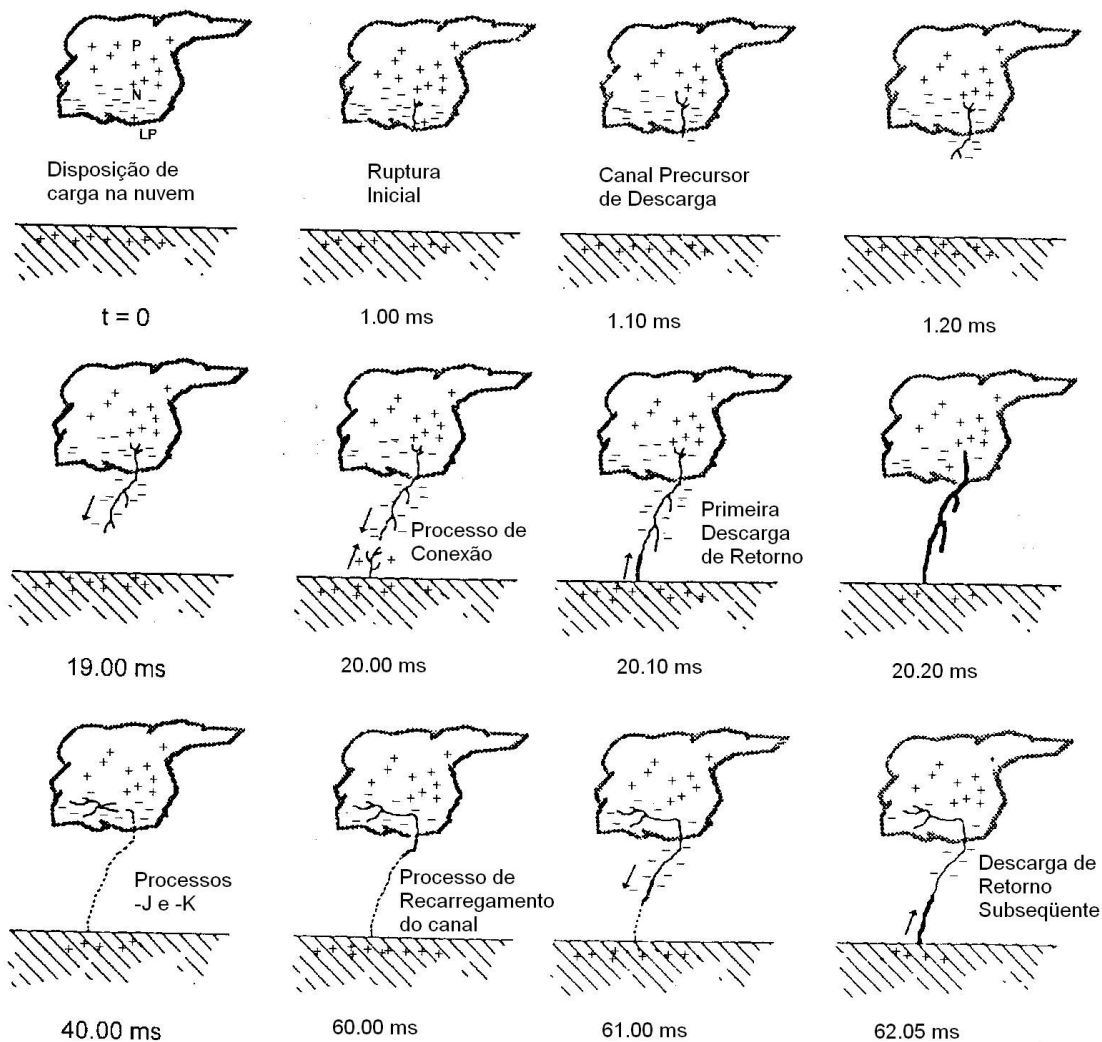 P
N
LP
Disposição de
carga na nuvem
t = 0
Ruptura
Inicial
1.00 ms
Canal Precursor
de Descarga
1.10 ms
1.20 ms
19.00 ms
Processo de
Conexão
20.00 ms
Primeira
Descarga
de Retorno
20.10 ms
20.20 ms
Processos
-J e -K
40.00 ms
Processo de
Recarregamento
do canal
60.00 ms
61.00 ms
Descarga de
Retorno
Subseqüente
62.05 ms